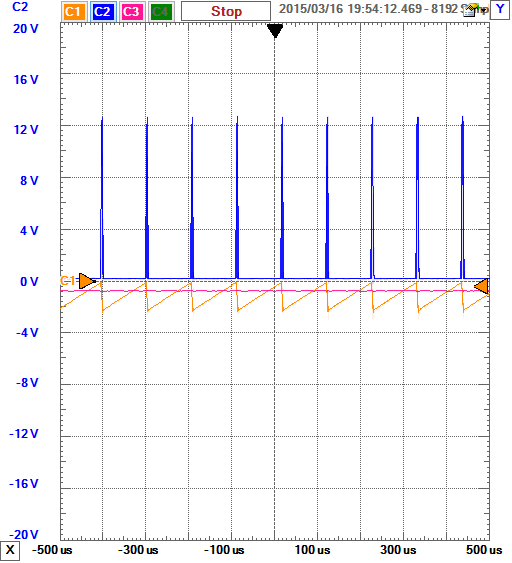 C2 C1 C2 C3 C4 Stop 2015/03/16 19:54:12.469 - 8192 Y
20 V
16 V
12 V
8 V
4 V
C1 0 V
-4 V
-8 V
-12 V
-16 V
-20 V
X -500 us -300 us -100 us 100 us 300 us 500 us